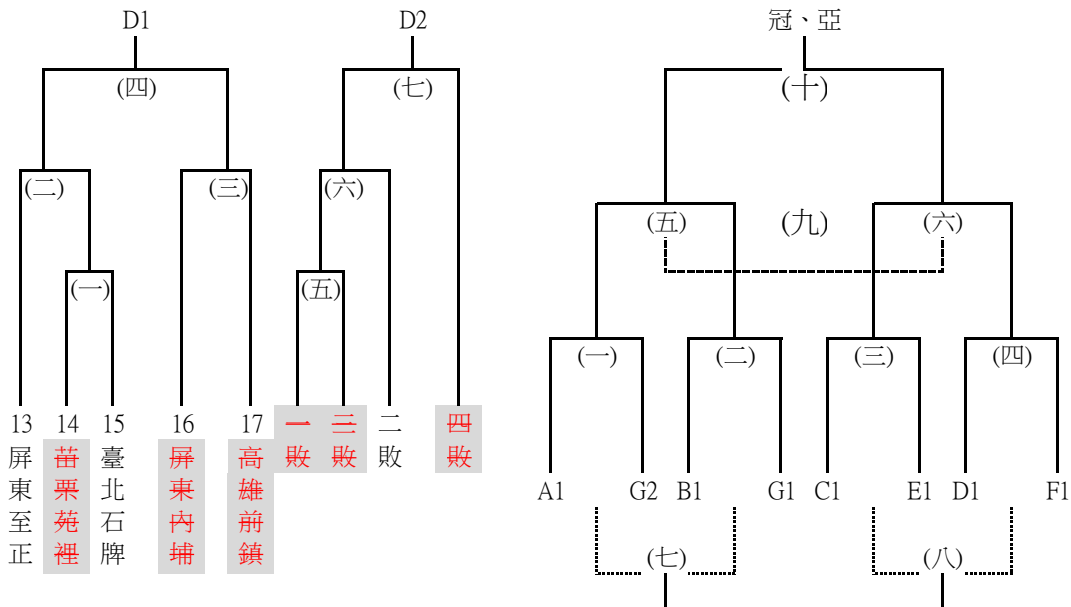 D1 D2 冠、亞
(四) (七) (十)
(二) (三) (六)
(五) (九) (六)
(一) (五)
(一) (二) (三) (四)
13 14 15 16 17 一敗 三敗 二敗 四敗
屏東至正
苗栗苑裡
臺北石牌
屏東內埔
高雄前鎮
A1 G2 B1 G1 C1 E1 D1 F1
(七) (八)